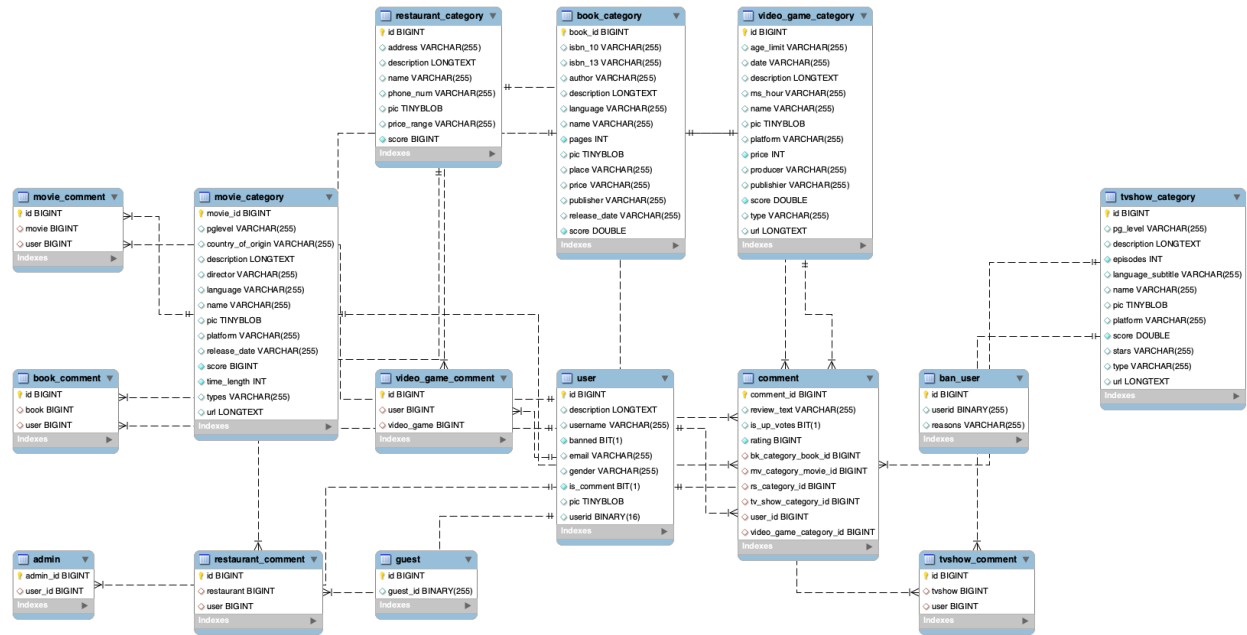 restaurant_category
id BIGINT
address VARCHAR(255)
description LONGTEXT
name VARCHAR(255)
phone_num VARCHAR(255)
pic TINYBLOB
price_range VARCHAR(255)
score BIGINT
Indexes
book_category
book_id BIGINT
isbn_10 VARCHAR(255)
isbn_13 VARCHAR(255)
author VARCHAR(255)
description LONGTEXT
language VARCHAR(255)
name VARCHAR(255)
pages INT
pic TINYBLOB
place VARCHAR(255)
price VARCHAR(255)
publisher VARCHAR(255)
release_date VARCHAR(255)
score DOUBLE
Indexes
video_game_category
id BIGINT
age_limit VARCHAR(255)
date VARCHAR(255)
description LONGTEXT
ms_hour VARCHAR(255)
name VARCHAR(255)
pic TINYBLOB
platform VARCHAR(255)
price INT
producer VARCHAR(255)
publishier VARCHAR(255)
score DOUBLE
type VARCHAR(255)
url LONGTEXT
Indexes
movie_comment
id BIGINT
movie BIGINT
user BIGINT
Indexes
movie_category
movie_id BIGINT
pglevel VARCHAR(255)
country_of_origin VARCHAR(255)
description LONGTEXT
director VARCHAR(255)
language VARCHAR(255)
name VARCHAR(255)
pic TINYBLOB
platform VARCHAR(255)
release_date VARCHAR(255)
score BIGINT
time_length INT
types VARCHAR(255)
url LONGTEXT
Indexes
tvshow_category
id BIGINT
pg_level VARCHAR(255)
description LONGTEXT
episodes INT
language_subtitle VARCHAR(255)
name VARCHAR(255)
pic TINYBLOB
platform VARCHAR(255)
score DOUBLE
stars VARCHAR(255)
type VARCHAR(255)
url LONGTEXT
Indexes
book_comment
id BIGINT
book BIGINT
user BIGINT
Indexes
video_game_comment
id BIGINT
user BIGINT
video_game BIGINT
Indexes
user
id BIGINT
description LONGTEXT
username VARCHAR(255)
banned BIT(1)
email VARCHAR(255)
gender VARCHAR(255)
is_comment BIT(1)
pic TINYBLOB
userid BINARY(16)
Indexes
comment
comment_id BIGINT
review_text VARCHAR(255)
is_up_votes BIT(1)
rating BIGINT
bk_category_book_id BIGINT
mv_category_movie_id BIGINT
rs_category_id BIGINT
tv_show_category_id BIGINT
user_id BIGINT
video_game_category_id BIGINT
Indexes
ban_user
id BIGINT
userid BINARY(255)
reasons VARCHAR(255)
Indexes
admin
admin_id BIGINT
user_id BIGINT
Indexes
restaurant_comment
id BIGINT
restaurant BIGINT
user BIGINT
Indexes
guest
id BIGINT
guest_id BINARY(255)
Indexes
tvshow_comment
id BIGINT
tvshow BIGINT
user BIGINT
Indexes